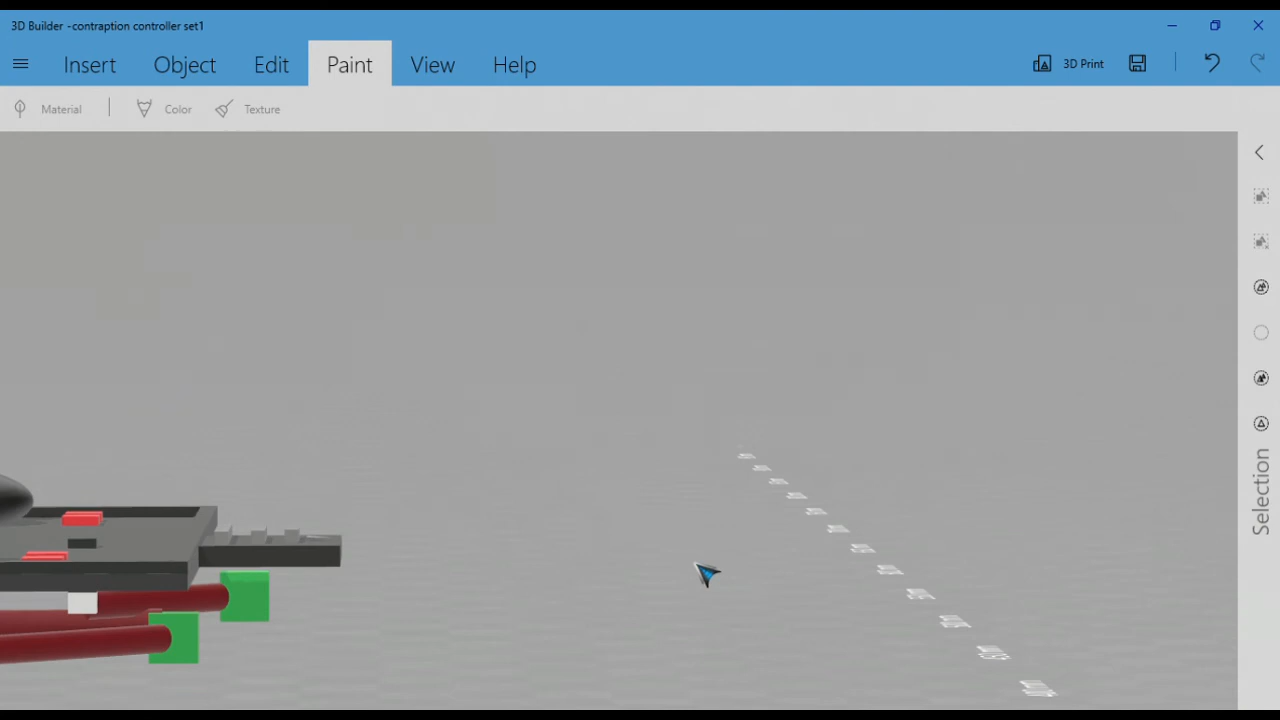 3D Builder -contraption controller set1
Insert Object Edit Paint View Help 3D Print
Material Color Texture
Selection